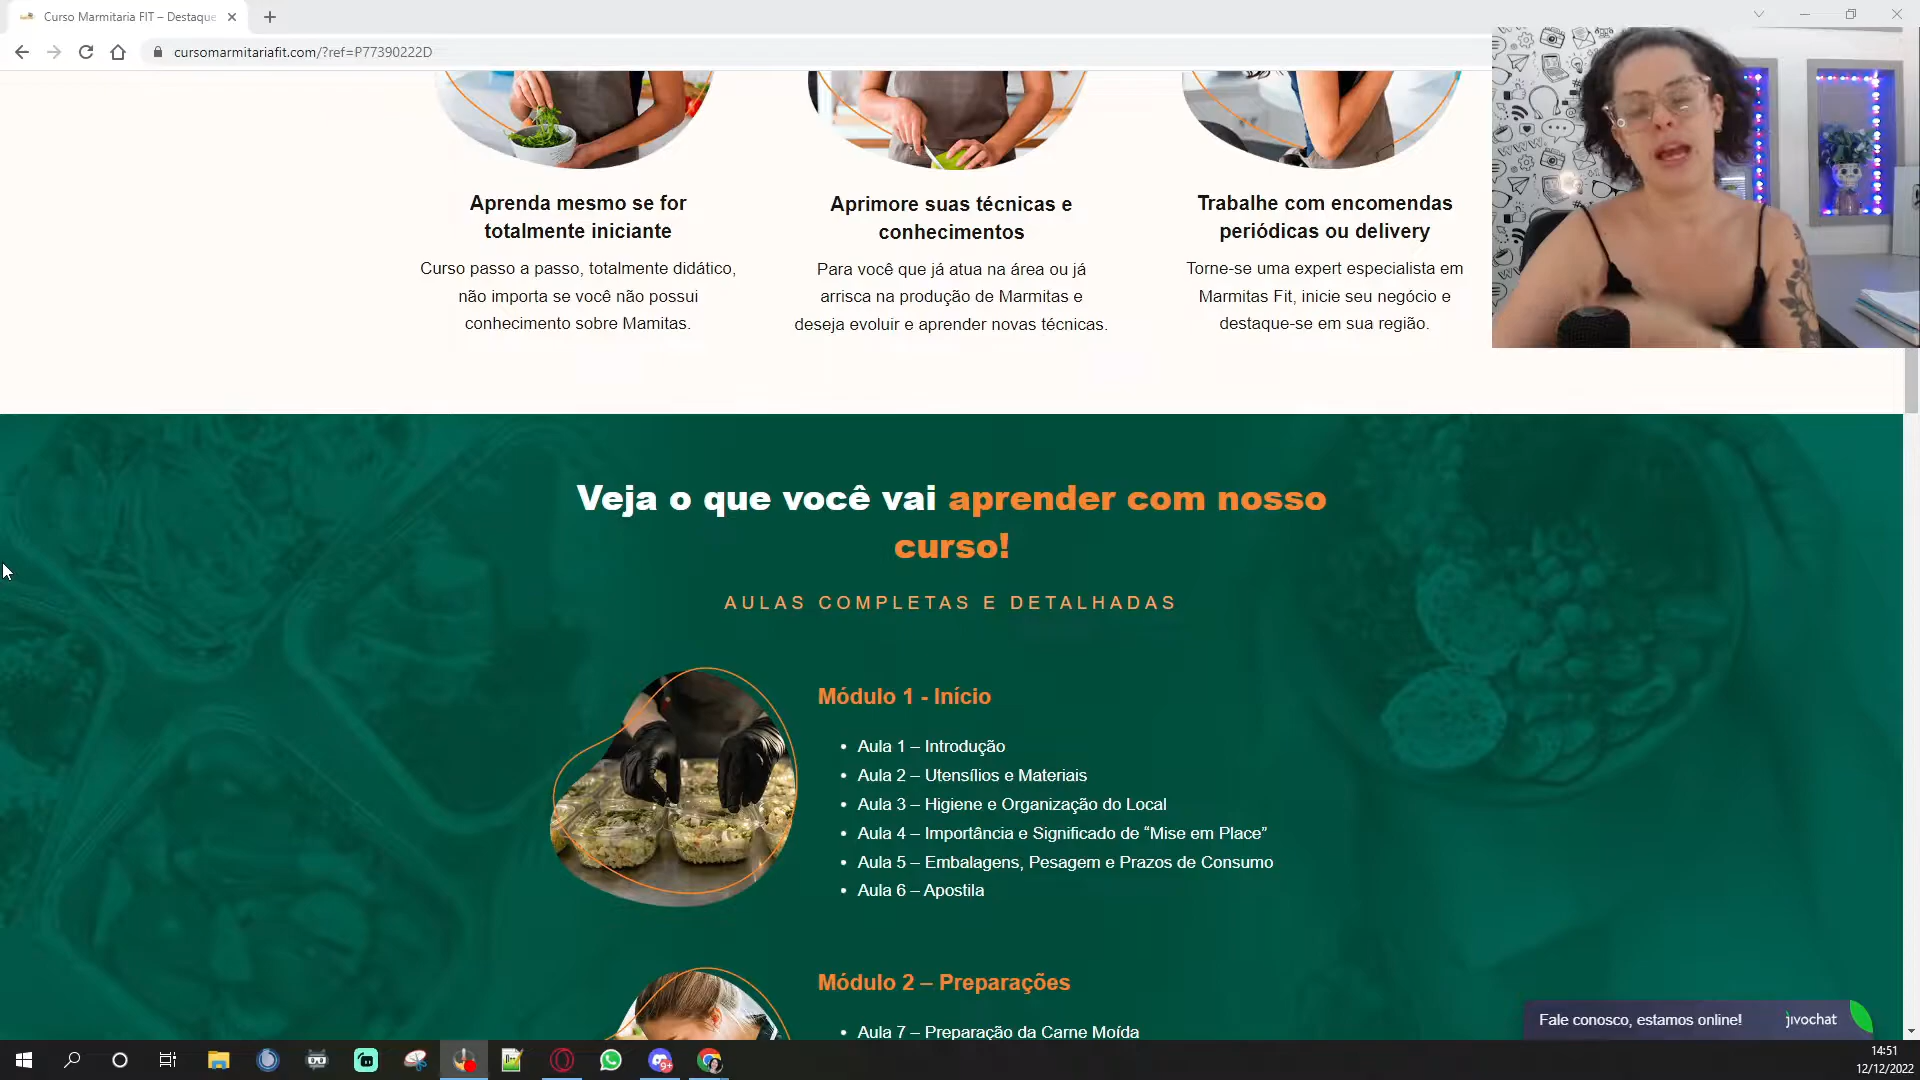 Curso Marmitaria FIT – Destaque
cursomarmitariafit.com/?ref=P77390222D
Aprenda mesmo se for
totalmente iniciante
Curso passo a passo, totalmente didático,
não importa se você não possui
conhecimento sobre Mamitas.
Aprimore suas técnicas e
conhecimentos
Para você que já atua na área ou já
arrisca na produção de Marmitas e
deseja evoluir e aprender novas técnicas.
Trabalhe com encomendas
periódicas ou delivery
Torne-se uma expert especialista em
Marmitas Fit, inicie seu negócio e
destaque-se em sua região.
Veja o que você vai aprender com nosso
curso!
AULAS COMPLETAS E DETALHADAS
Módulo 1 - Início
• Aula 1 – Introdução
• Aula 2 – Utensílios e Materiais
• Aula 3 – Higiene e Organização do Local
• Aula 4 – Importância e Significado de “Mise em Place”
• Aula 5 – Embalagens, Pesagem e Prazos de Consumo
• Aula 6 – Apostila
Módulo 2 – Preparações
• Aula 7 – Preparação da Carne Moída
Fale conosco, estamos online!
jivochat
9+
14:51
12/12/2022